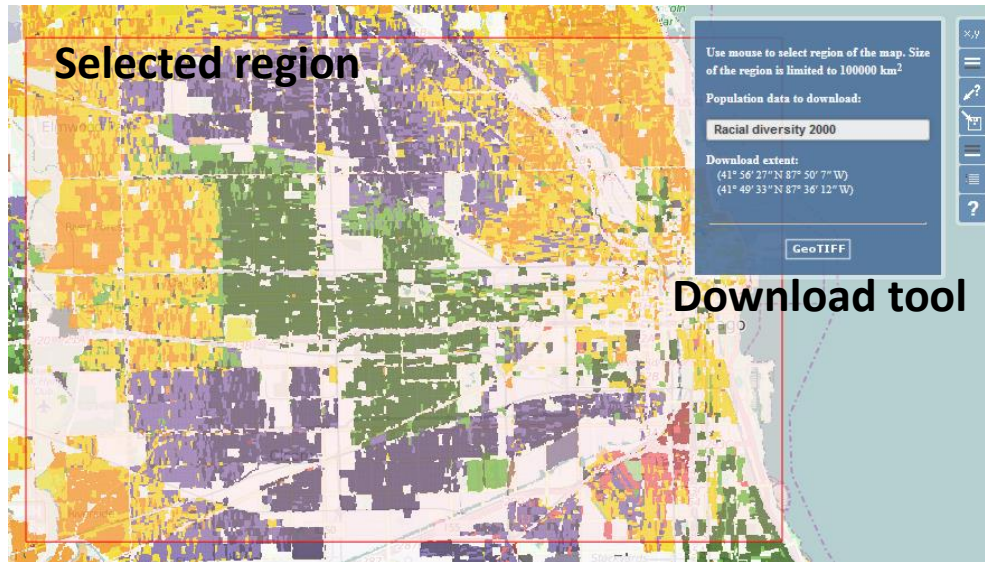 Selected region
Use mouse to select region of the map. Size
of the region is limited to 100000 km²
Population data to download:
Racial diversity 2000
Download extent:
(41° 56' 27" N 87° 50' 7" W)
(41° 49' 33" N 87° 36' 12" W)
GeoTIFF
Download tool
x,y
?
?